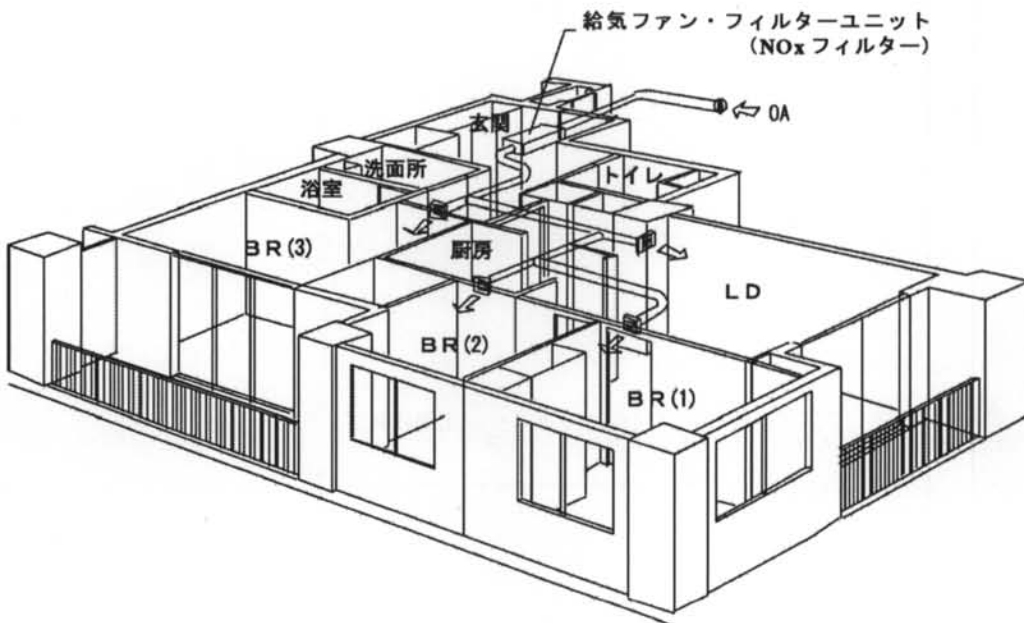 給気ファン・フィルターユニット
(NOxフィルター)
OA
玄関
洗面所
トイレ
浴室
BR(3)
厨房
LD
BR(2)
BR(1)